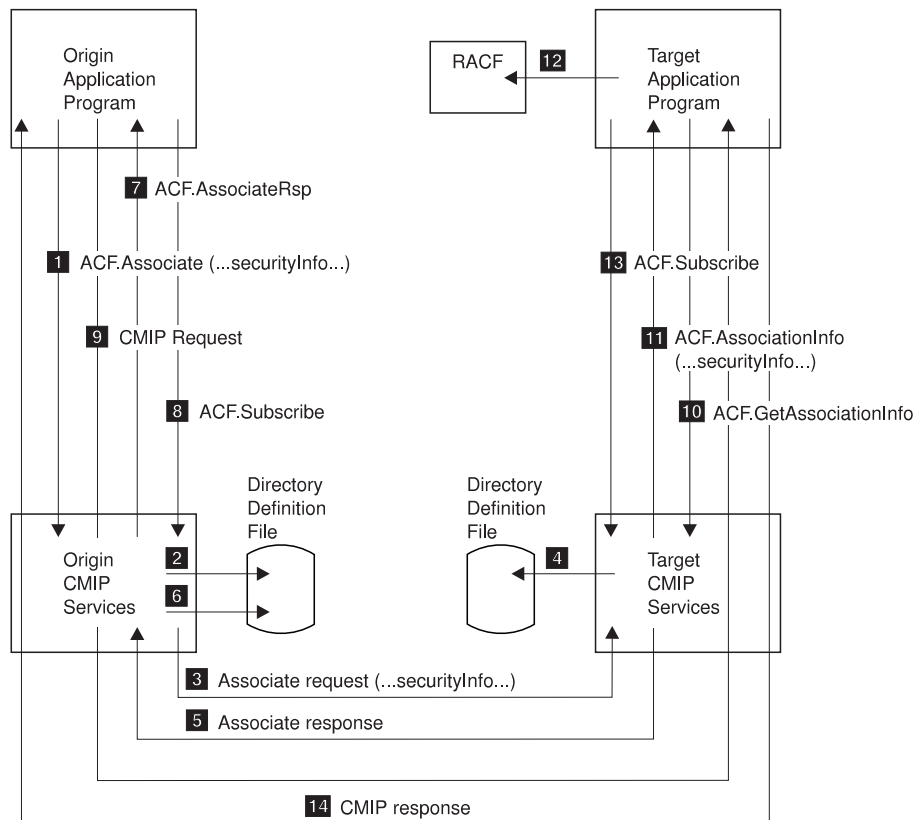 Origin
Application
Program
RACF
12
Target
Application
Program
7 ACF.AssociateRsp
1 ACF.Associate (...securityInfo...)
13 ACF.Subscribe
9 CMIP Request
11 ACF.AssociationInfo
(...securityInfo...)
8 ACF.Subscribe
10 ACF.GetAssociationInfo
Directory
Definition
File
Directory
Definition
File
Origin
CMIP
Services
2
6
4
Target
CMIP
Services
3 Associate request (...securityInfo...)
5 Associate response
14 CMIP response